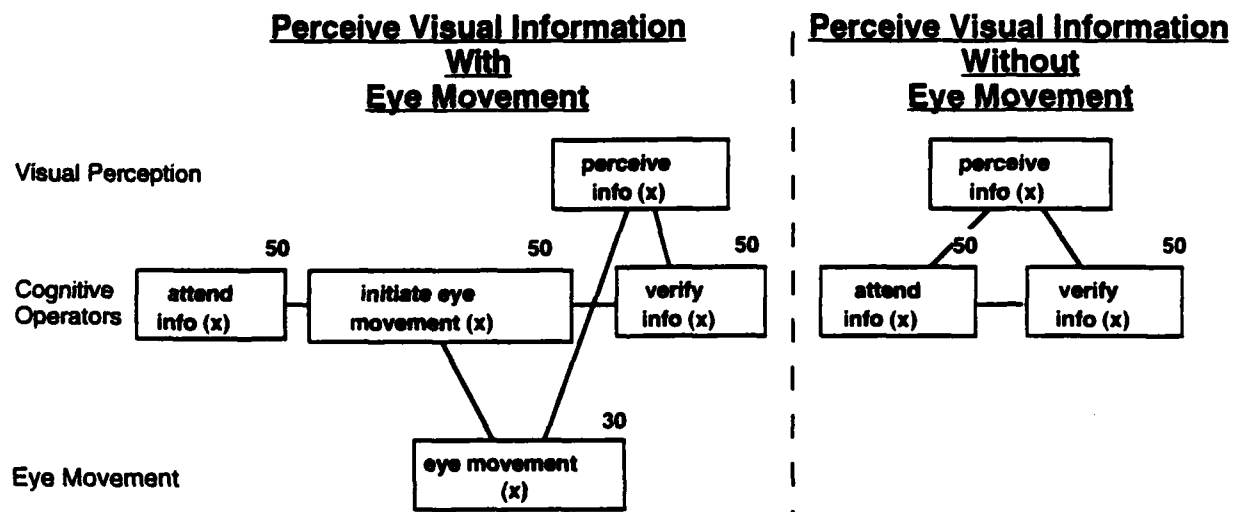 Perceive Visual Information
With
Eye Movement
Perceive Visual Information
Without
Eye Movement
Visual Perception
perceive
info (x)
perceive
info (x)
Cognitive
Operators
50
attend
info (x)
50
initiate eye
movement (x)
50
verify
info (x)
50
attend
info (x)
50
verify
info (x)
Eye Movement
30
eye movement
(x)